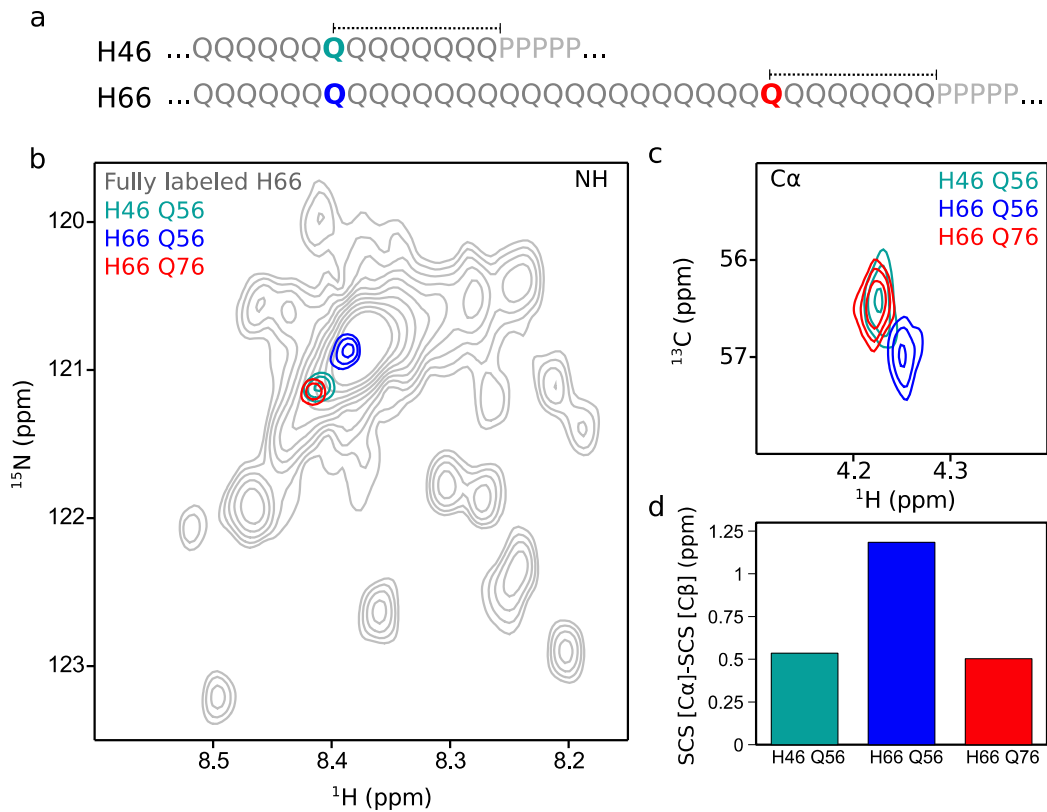 a
H46 ...QQQQQQQQQQQQQQPPPPP...
H66 ...QQQQQQQQQQQQQQQQQQQQQQQQQQQQQQQQQQPPPPP...
b
Fully labeled H66
H46 Q56
H66 Q56
H66 Q76
NH
120
121
122
123
¹⁵N (ppm)
8.5 8.4 8.3 8.2
¹H (ppm)
c
Cα
H46 Q56
H66 Q56
H66 Q76
56
57
¹³C (ppm)
4.2 4.3
¹H (ppm)
d
SCS [Cα]-SCS [Cβ] (ppm)
1.25
1
0.75
0.5
0.25
0
H46 Q56 H66 Q56 H66 Q76